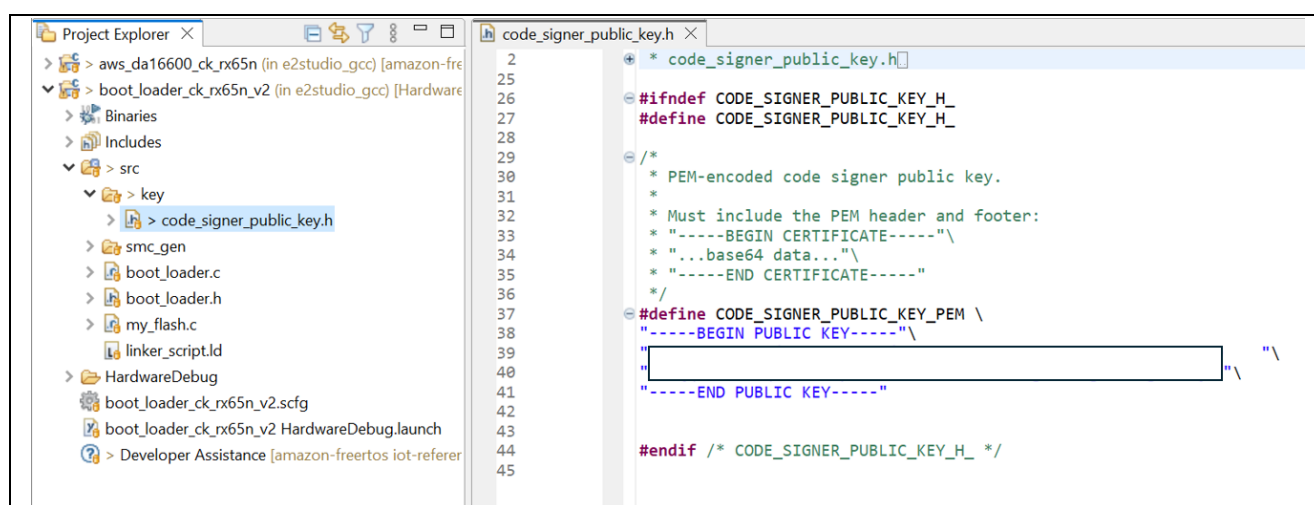 Project Explorer
> aws_da16600_ck_rx65n (in e2studio_gcc) [amazon-fre
> boot_loader_ck_rx65n_v2 (in e2studio_gcc) [Hardware
Binaries
Includes
> src
> key
> code_signer_public_key.h
smc_gen
boot_loader.c
boot_loader.h
my_flash.c
linker_script.ld
HardwareDebug
boot_loader_ck_rx65n_v2.scfg
boot_loader_ck_rx65n_v2 HardwareDebug.launch
> Developer Assistance [amazon-freertos iot-referer
code_signer_public_key.h
2 * code_signer_public_key.h
25
26 #ifndef CODE_SIGNER_PUBLIC_KEY_H_
27 #define CODE_SIGNER_PUBLIC_KEY_H_
28
29 /*
30 * PEM-encoded code signer public key.
31 *
32 * Must include the PEM header and footer:
33 * "-----BEGIN CERTIFICATE-----"\
34 * "...base64 data..."\
35 * "-----END CERTIFICATE-----"
36 */
37 #define CODE_SIGNER_PUBLIC_KEY_PEM \
38 "-----BEGIN PUBLIC KEY-----"\
39 " "\
40 " "\
41 "-----END PUBLIC KEY-----"
42
43
44 #endif /* CODE_SIGNER_PUBLIC_KEY_H_ */
45